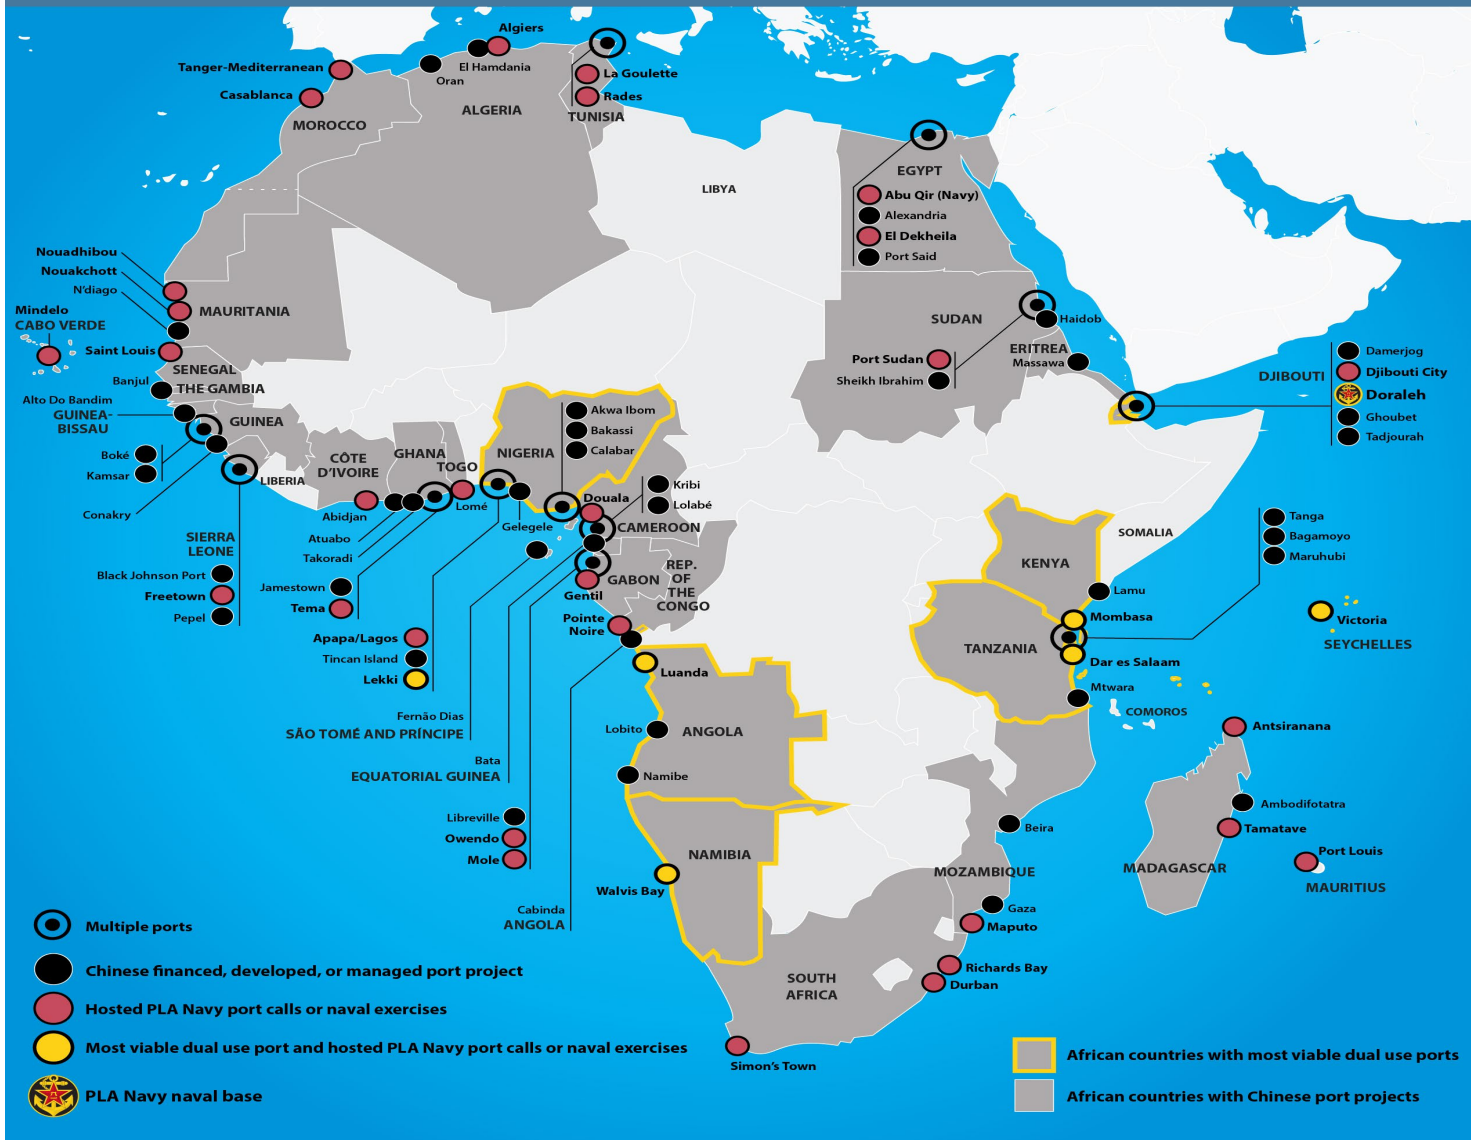 Algiers
Tanger-Mediterranean
El Hamdania
Oran
Casablanca
MOROCCO
ALGERIA
La Goulette
Rades
TUNISIA
LIBYA
EGYPT
Abu Qir (Navy)
Alexandria
El Dekheila
Port Said
Nouadhibou
Nouakchott
N'diago
MAURITANIA
Mindelo
CABO VERDE
Saint Louis
SENEGAL
Banjul
THE GAMBIA
Alto Do Bandim
GUINEA-
BISSAU
GUINEA
Boké
Kamsar
Conakry
LIBERIA
SIERRA
LEONE
Black Johnson Port
Freetown
Pepel
CÔTE
D'IVOIRE
GHANA
TOGO
NIGERIA
Abidjan
Atuabo
Takoradi
Lomé
Jamestown
Tema
Gelegele
Apapa/Lagos
Tincan Island
Lekki
Akwa Ibom
Bakassi
Calabar
Douala
Kribi
Lolabé
CAMEROON
SUDAN
Haidob
Port Sudan
Sheikh Ibrahim
ERITREA
Massawa
DJIBOUTI
Damerjog
Djibouti City
Doraleh
Ghoubet
Tadjourah
GABON
Gentil
REP.
OF
THE
CONGO
Pointe
Noire
Fernão Dias
SÃO TOMÉ AND PRÍNCIPE
Bata
EQUATORIAL GUINEA
Libreville
Owendo
Mole
Cabinda
ANGOLA
Luanda
Lobito
ANGOLA
Namibe
NAMIBIA
Walvis Bay
SOMALIA
KENYA
Lamu
Mombasa
TANZANIA
Dar es Salaam
Mtwara
Tanga
Bagamoyo
Maruhubi
Victoria
SEYCHELLES
COMOROS
Antsiranana
Ambodifotatra
Tamatave
MADAGASCAR
Port Louis
MAURITIUS
Beira
MOZAMBIQUE
Gaza
Maputo
Richards Bay
Durban
SOUTH
AFRICA
Simon's Town
Multiple ports
Chinese financed, developed, or managed port project
Hosted PLA Navy port calls or naval exercises
Most viable dual use port and hosted PLA Navy port calls or naval exercises
PLA Navy naval base
African countries with most viable dual use ports
African countries with Chinese port projects